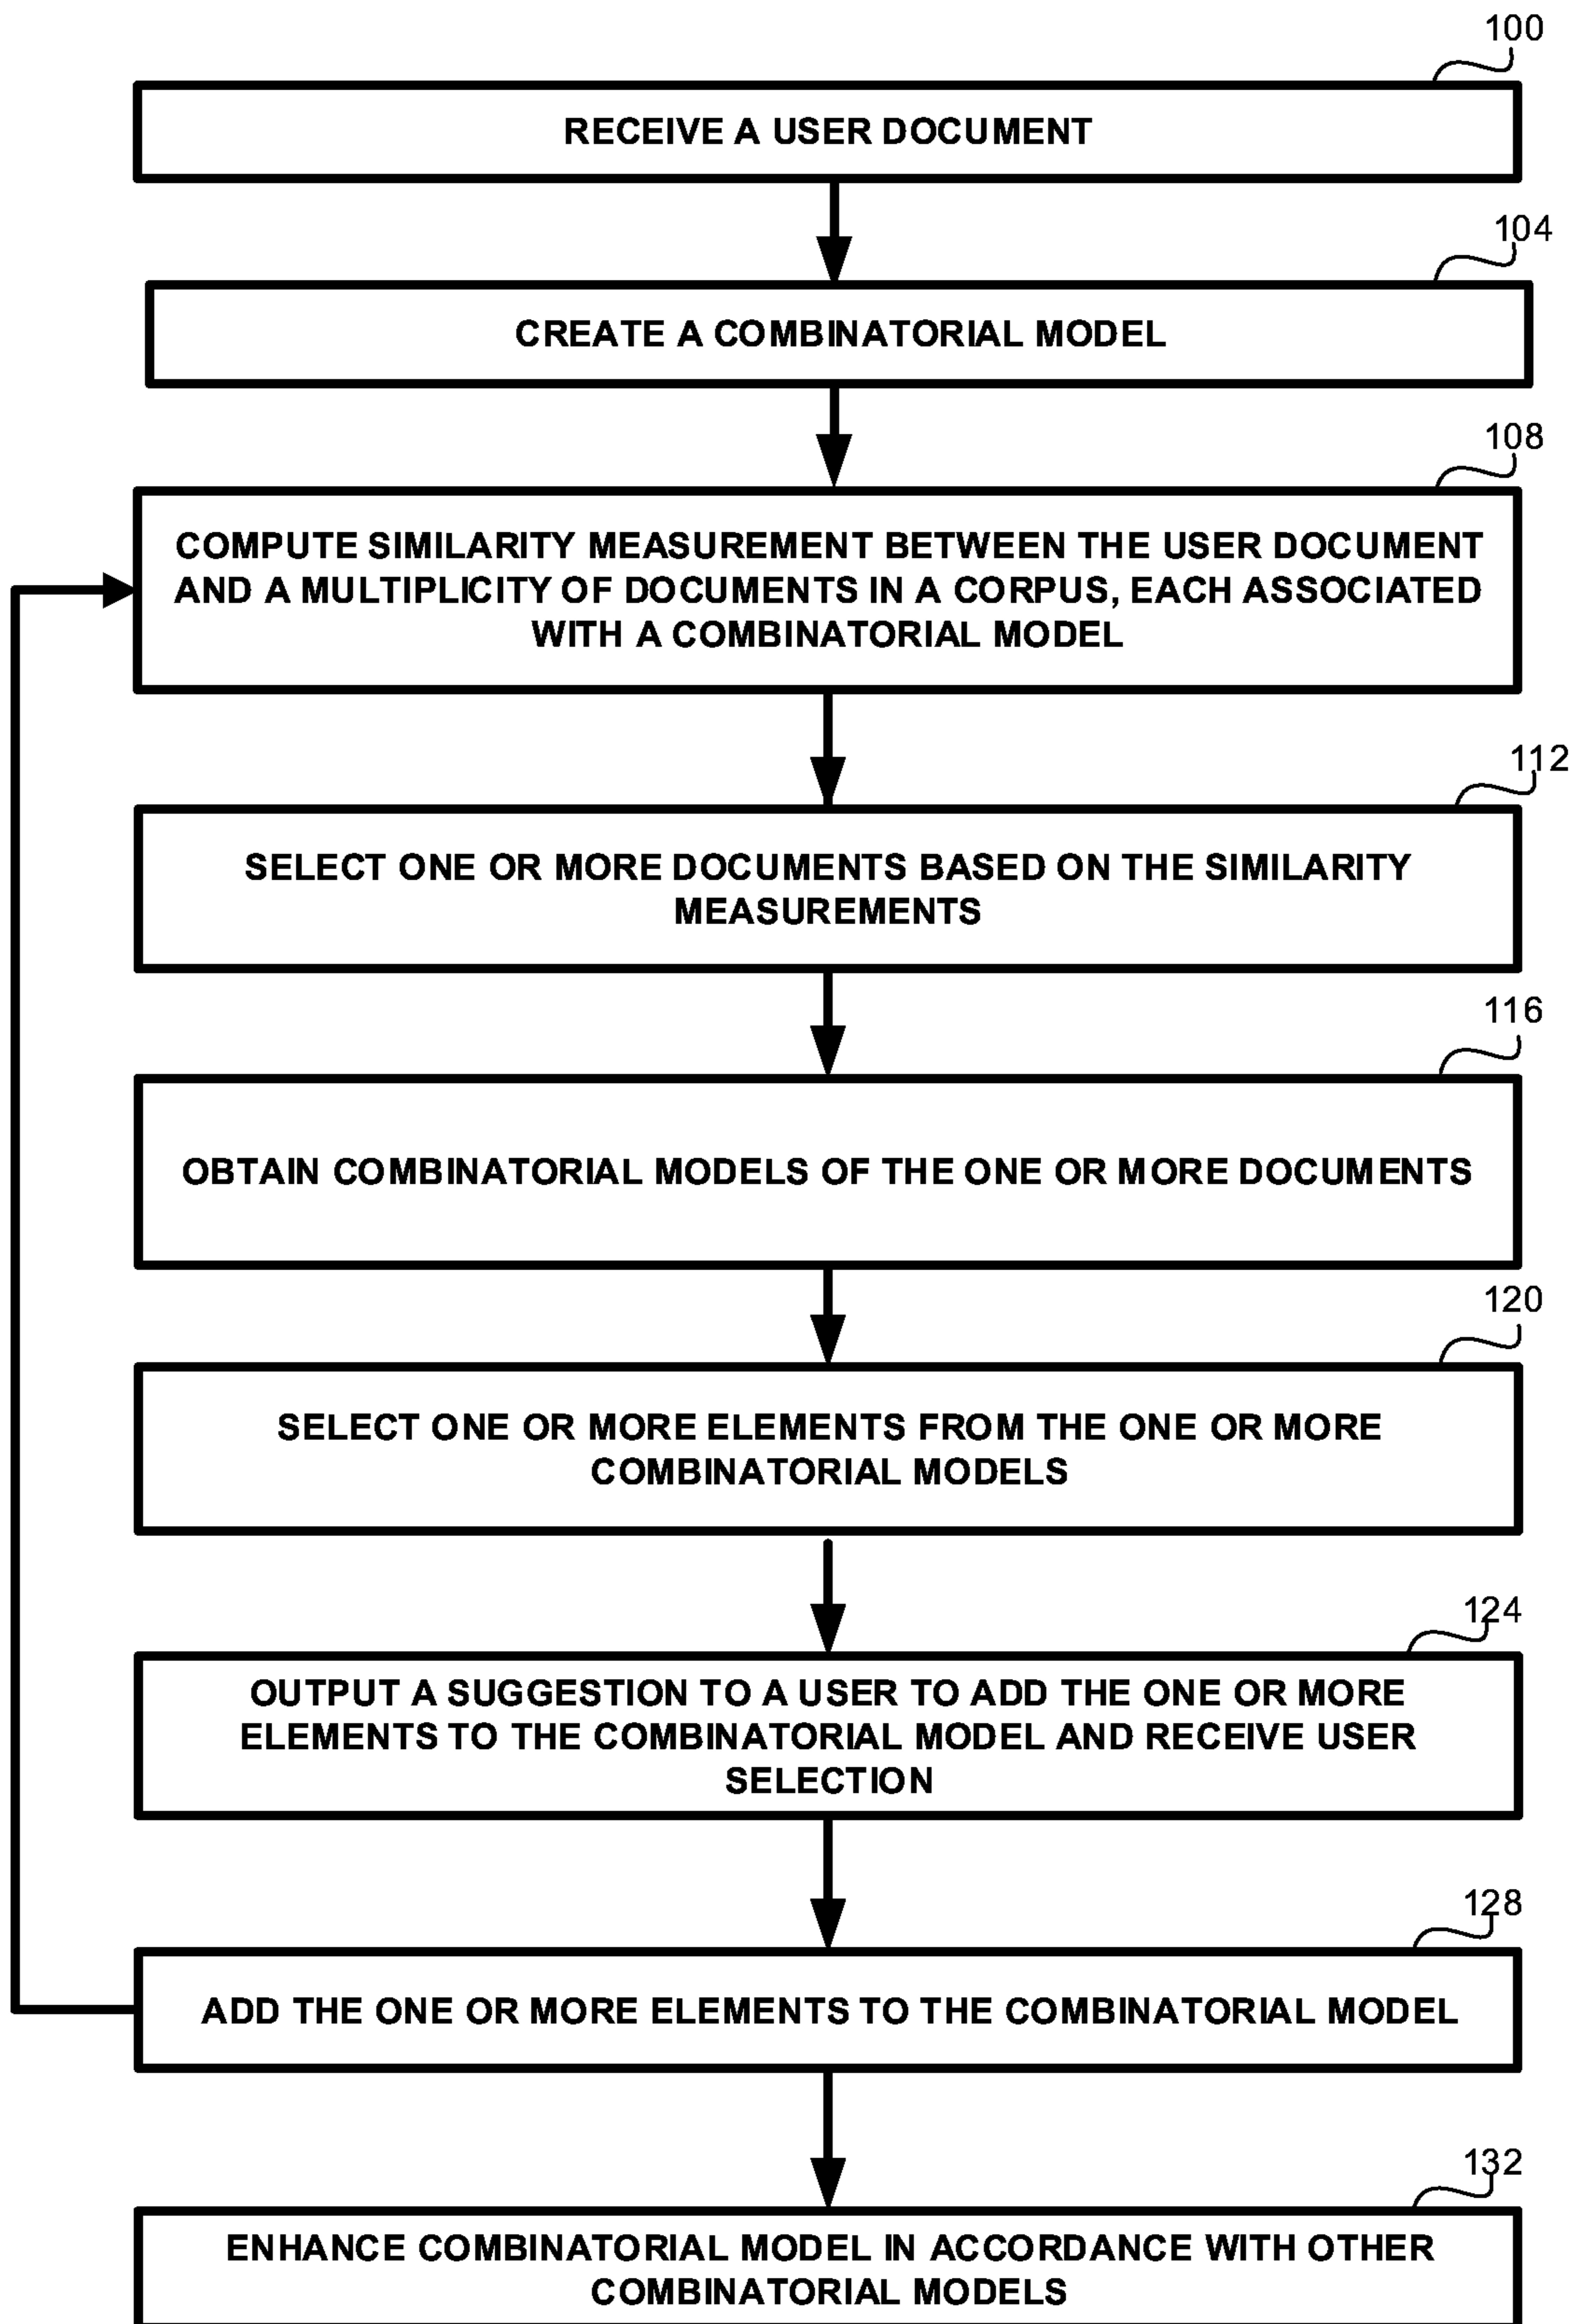 100
RECEIVE A USER DOCUMENT
104
CREATE A COMBINATORIAL MODEL
108
COMPUTE SIMILARITY MEASUREMENT BETWEEN THE USER DOCUMENT
AND A MULTIPLICITY OF DOCUMENTS IN A CORPUS, EACH ASSOCIATED
WITH A COMBINATORIAL MODEL
112
SELECT ONE OR MORE DOCUMENTS BASED ON THE SIMILARITY
MEASUREMENTS
116
OBTAIN COMBINATORIAL MODELS OF THE ONE OR MORE DOCUMENTS
120
SELECT ONE OR MORE ELEMENTS FROM THE ONE OR MORE
COMBINATORIAL MODELS
124
OUTPUT A SUGGESTION TO A USER TO ADD THE ONE OR MORE
ELEMENTS TO THE COMBINATORIAL MODEL AND RECEIVE USER
SELECTION
128
ADD THE ONE OR MORE ELEMENTS TO THE COMBINATORIAL MODEL
132
ENHANCE COMBINATORIAL MODEL IN ACCORDANCE WITH OTHER
COMBINATORIAL MODELS